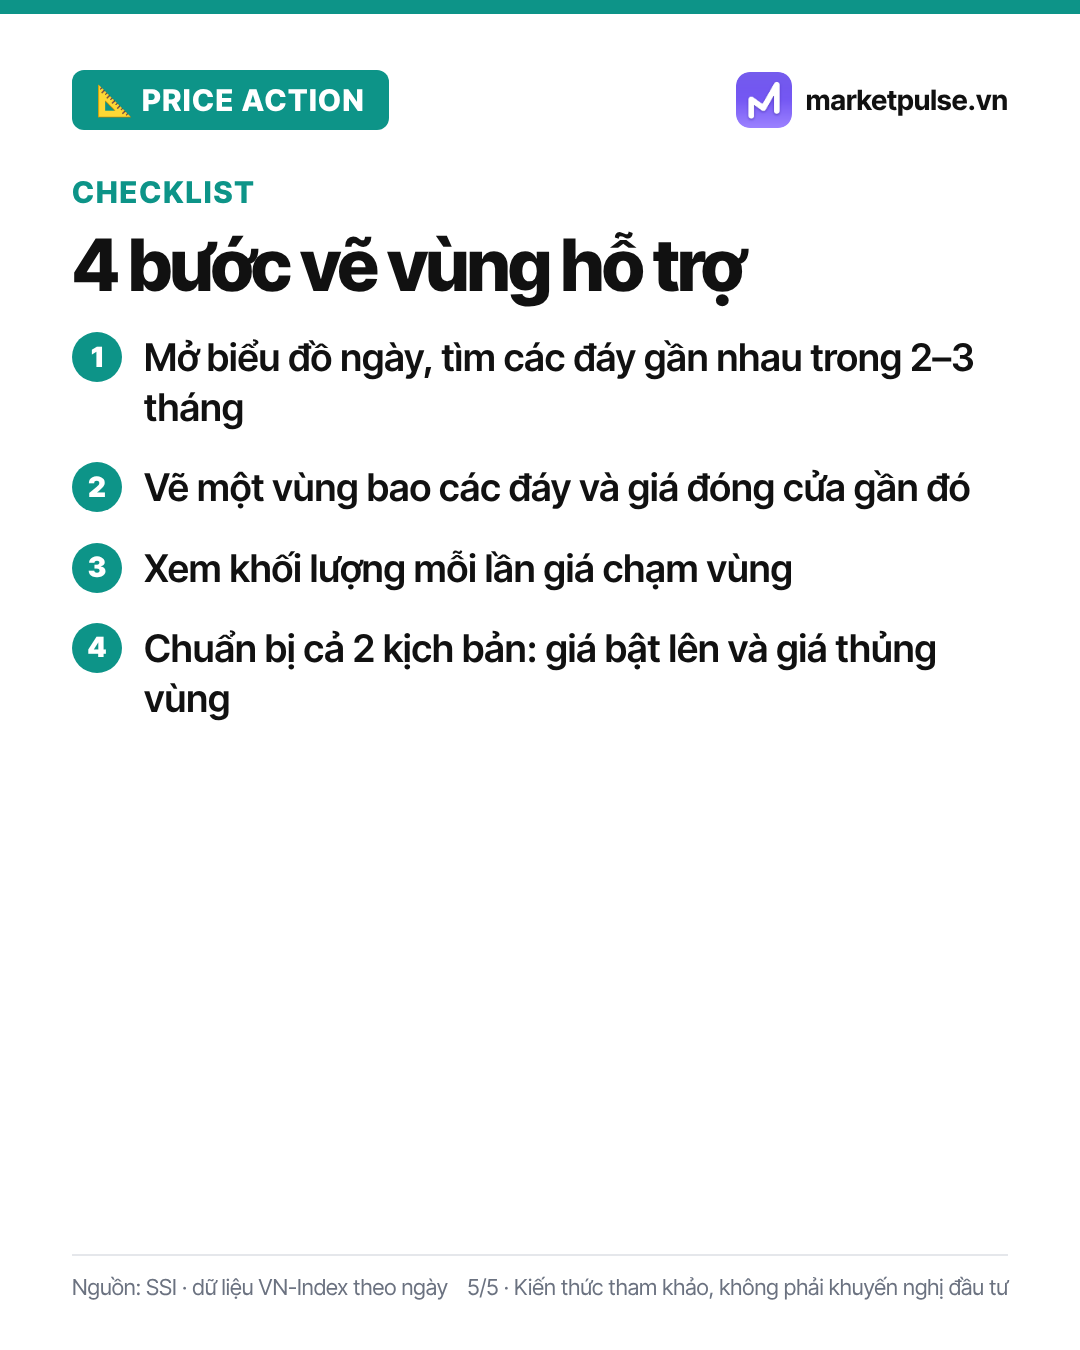 📐 PRICE ACTION
marketpulse.vn
CHECKLIST
4 bước vẽ vùng hỗ trợ
1 Mở biểu đồ ngày, tìm các đáy gần nhau trong 2–3
tháng
2 Vẽ một vùng bao các đáy và giá đóng cửa gần đó
3 Xem khối lượng mỗi lần giá chạm vùng
4 Chuẩn bị cả 2 kịch bản: giá bật lên và giá thủng
vùng
Nguồn: SSI · dữ liệu VN-Index theo ngày
5/5 · Kiến thức tham khảo, không phải khuyến nghị đầu tư